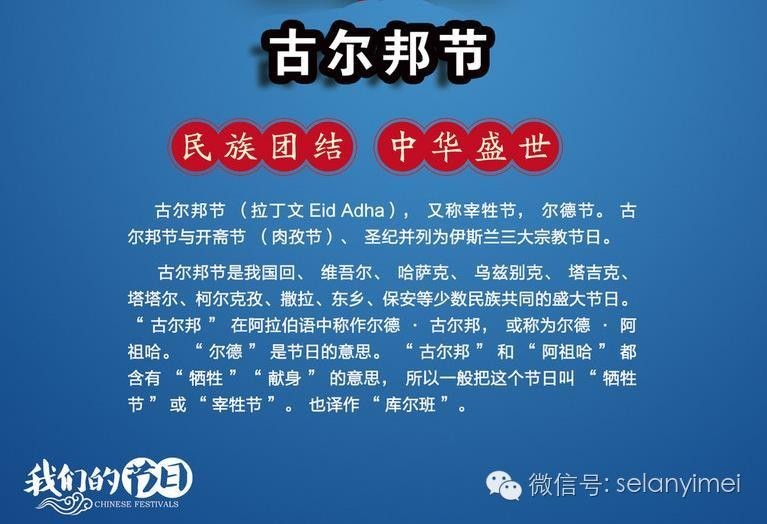 古尔邦节
民族团结 中华盛世
古尔邦节（拉丁文 Eid Adha），又称宰牲节，尔德节。古
尔邦节与开斋节（肉孜节）、圣纪并列为伊斯兰三大宗教节日。
古尔邦节是我国回、维吾尔、哈萨克、乌兹别克、塔吉克、
塔塔尔、柯尔克孜、撒拉、东乡、保安等少数民族共同的盛大节日。
“古尔邦”在阿拉伯语中称作尔德 · 古尔邦，或称为尔德 · 阿
祖哈。“尔德”是节日的意思。“古尔邦”和“阿祖哈”都
含有“牺牲”“献身”的意思，所以一般把这个节日叫“牺牲
节”或“宰牲节”。也译作“库尔班”。
我们的节日
CHINESE FESTIVALS
微信号: selanyimei